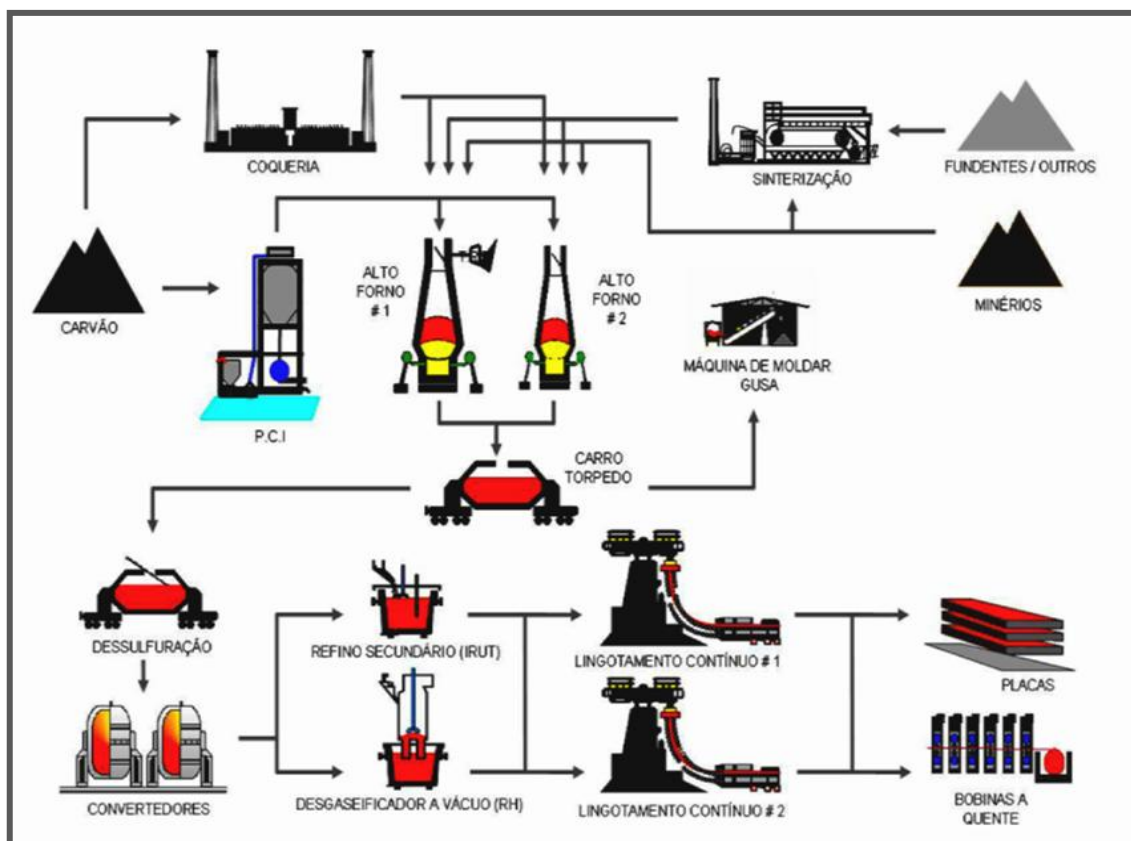 COQUERIA
SINTERIZAÇÃO
FUNDENTES / OUTROS
CARVÃO
P.C.I
ALTO
FORNO
# 1
ALTO
FORNO
# 2
MINÉRIOS
MÁQUINA DE MOLDAR
GUSA
CARRO
TORPEDO
DESSULFURAÇÃO
REFINO SECUNDÁRIO (IRUT)
LINGOTAMENTO CONTÍNUO # 1
PLACAS
CONVERTEDORES
DESGASEIFICADOR A VÁCUO (RH)
LINGOTAMENTO CONTÍNUO # 2
BOBINAS A
QUENTE